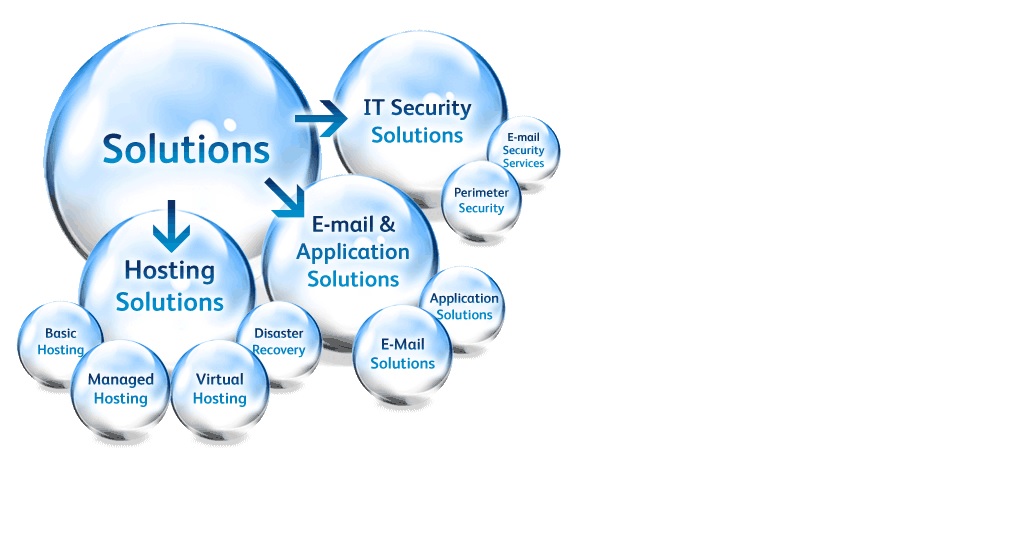 Solutions
IT Security
Solutions
E-mail
Security
Services
Perimeter
Security
E-mail &
Application
Solutions
Application
Solutions
E-Mail
Solutions
Hosting
Solutions
Basic
Hosting
Managed
Hosting
Virtual
Hosting
Disaster
Recovery